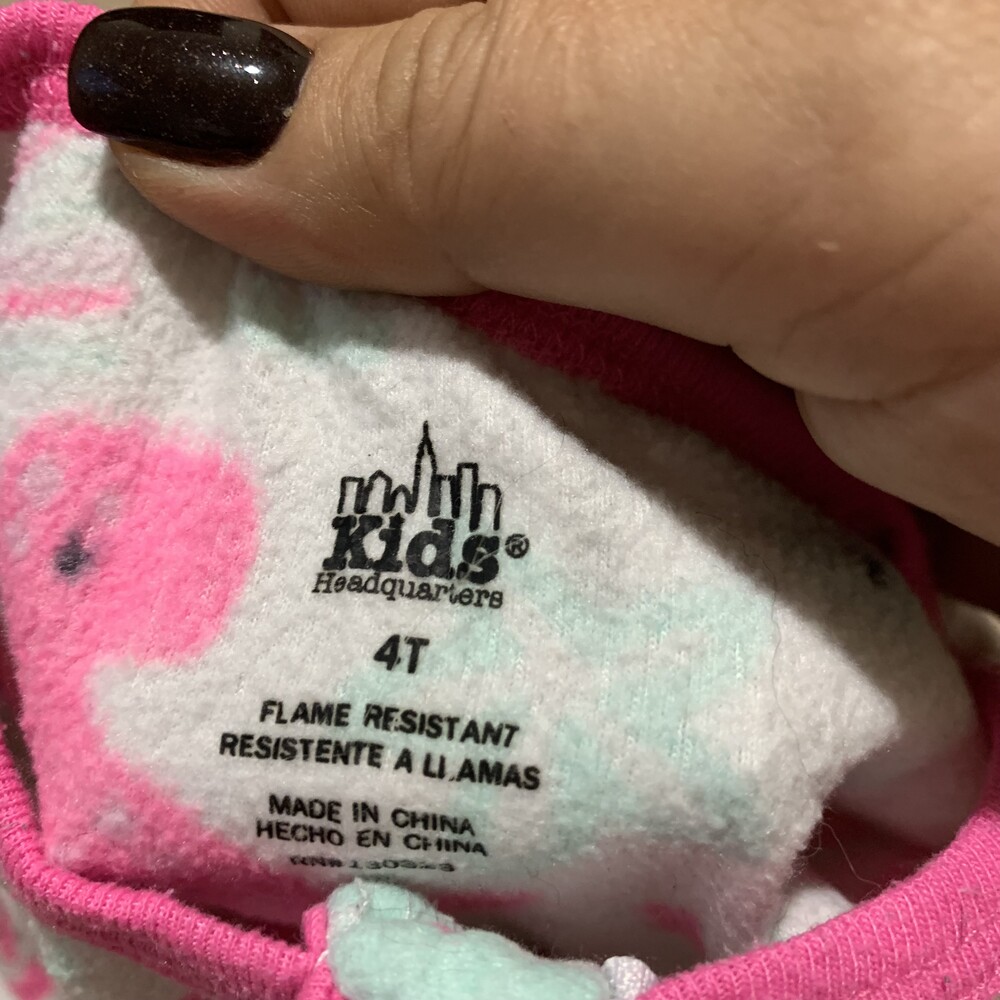 Kids®
Headquarters
4T
FLAME RESISTANT
RESISTENTE A LLAMAS
MADE IN CHINA
HECHO EN CHINA